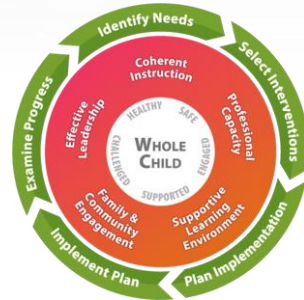 Identify Needs
Select Interventions
Plan Implementation
Implement Plan
Examine Progress
Coherent
Instruction
Professional
Capacity
Supportive
Learning
Environment
Family &
Community
Engagement
Effective
Leadership
HEALTHY
SAFE
ENGAGED
SUPPORTED
CHALLENGED
WHOLE
CHILD